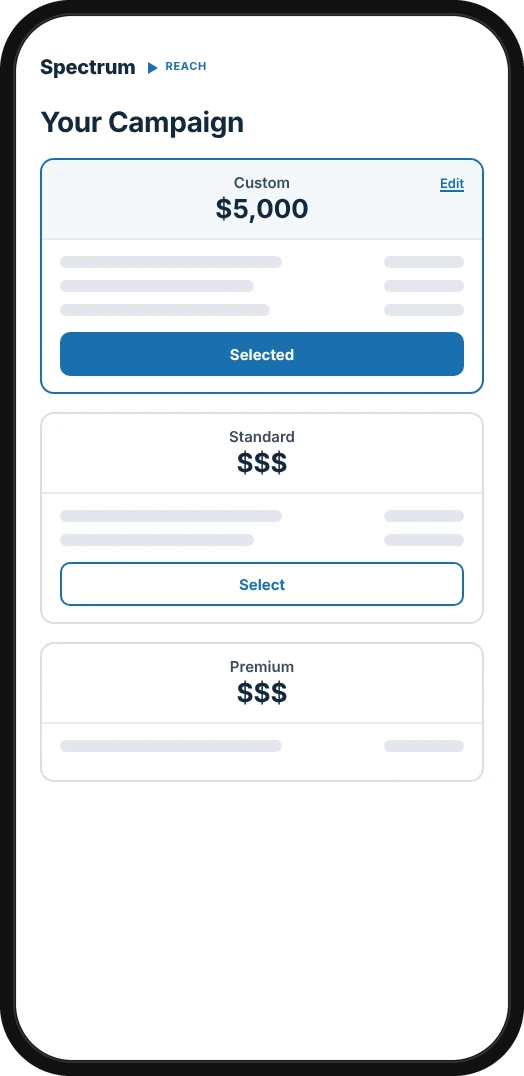 Spectrum REACH
Your Campaign
Custom
Edit
$5,000
Selected
Standard
$$$
Select
Premium
$$$